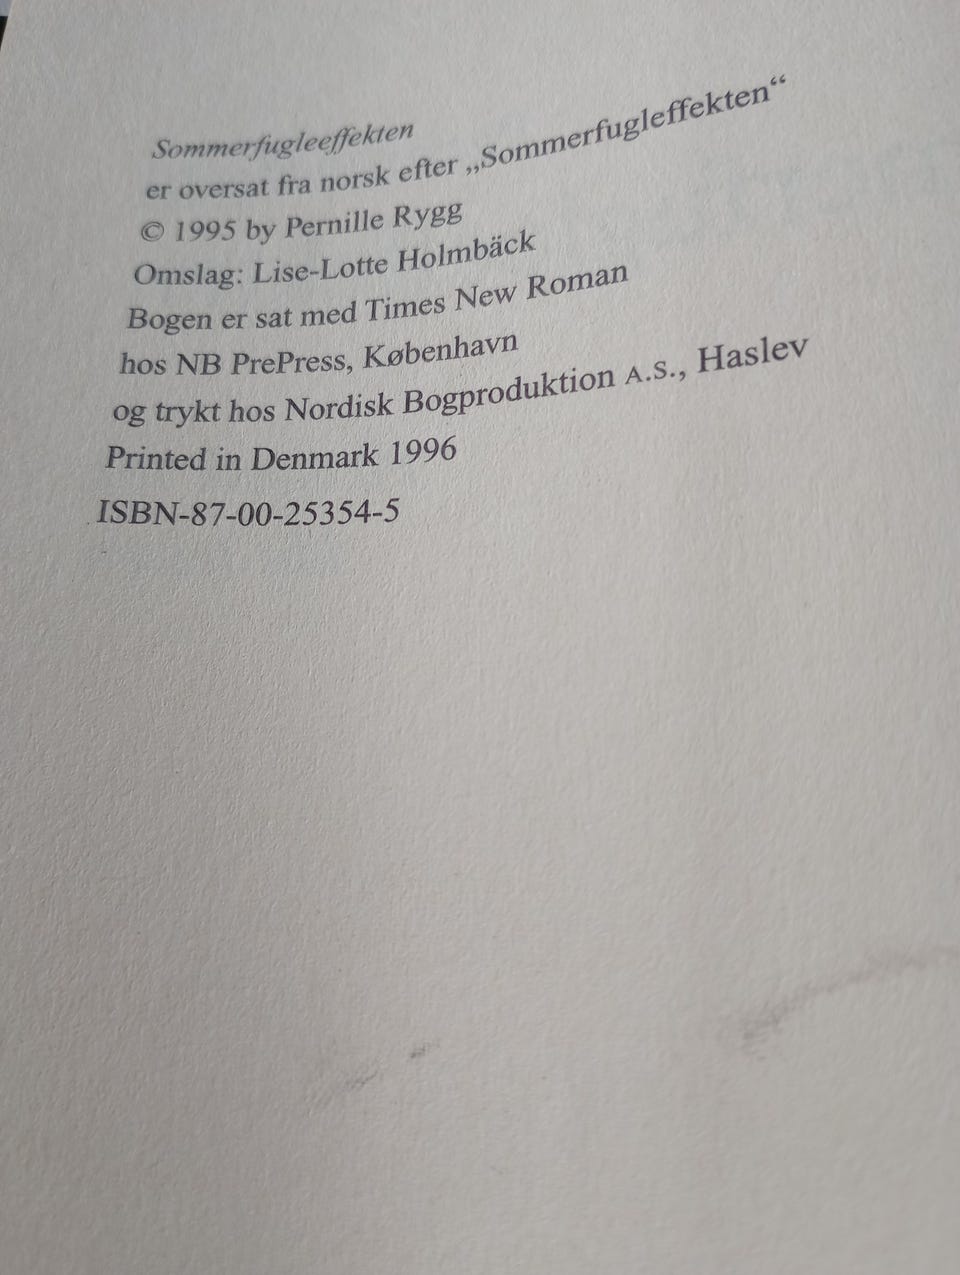 Sommerfugleeffekten
er oversat fra norsk efter „Sommerfugleffekten“
© 1995 by Pernille Rygg
Omslag: Lise-Lotte Holmbäck
Bogen er sat med Times New Roman
hos NB PrePress, København
og trykt hos Nordisk Bogproduktion A.S., Haslev
Printed in Denmark 1996
ISBN-87-00-25354-5